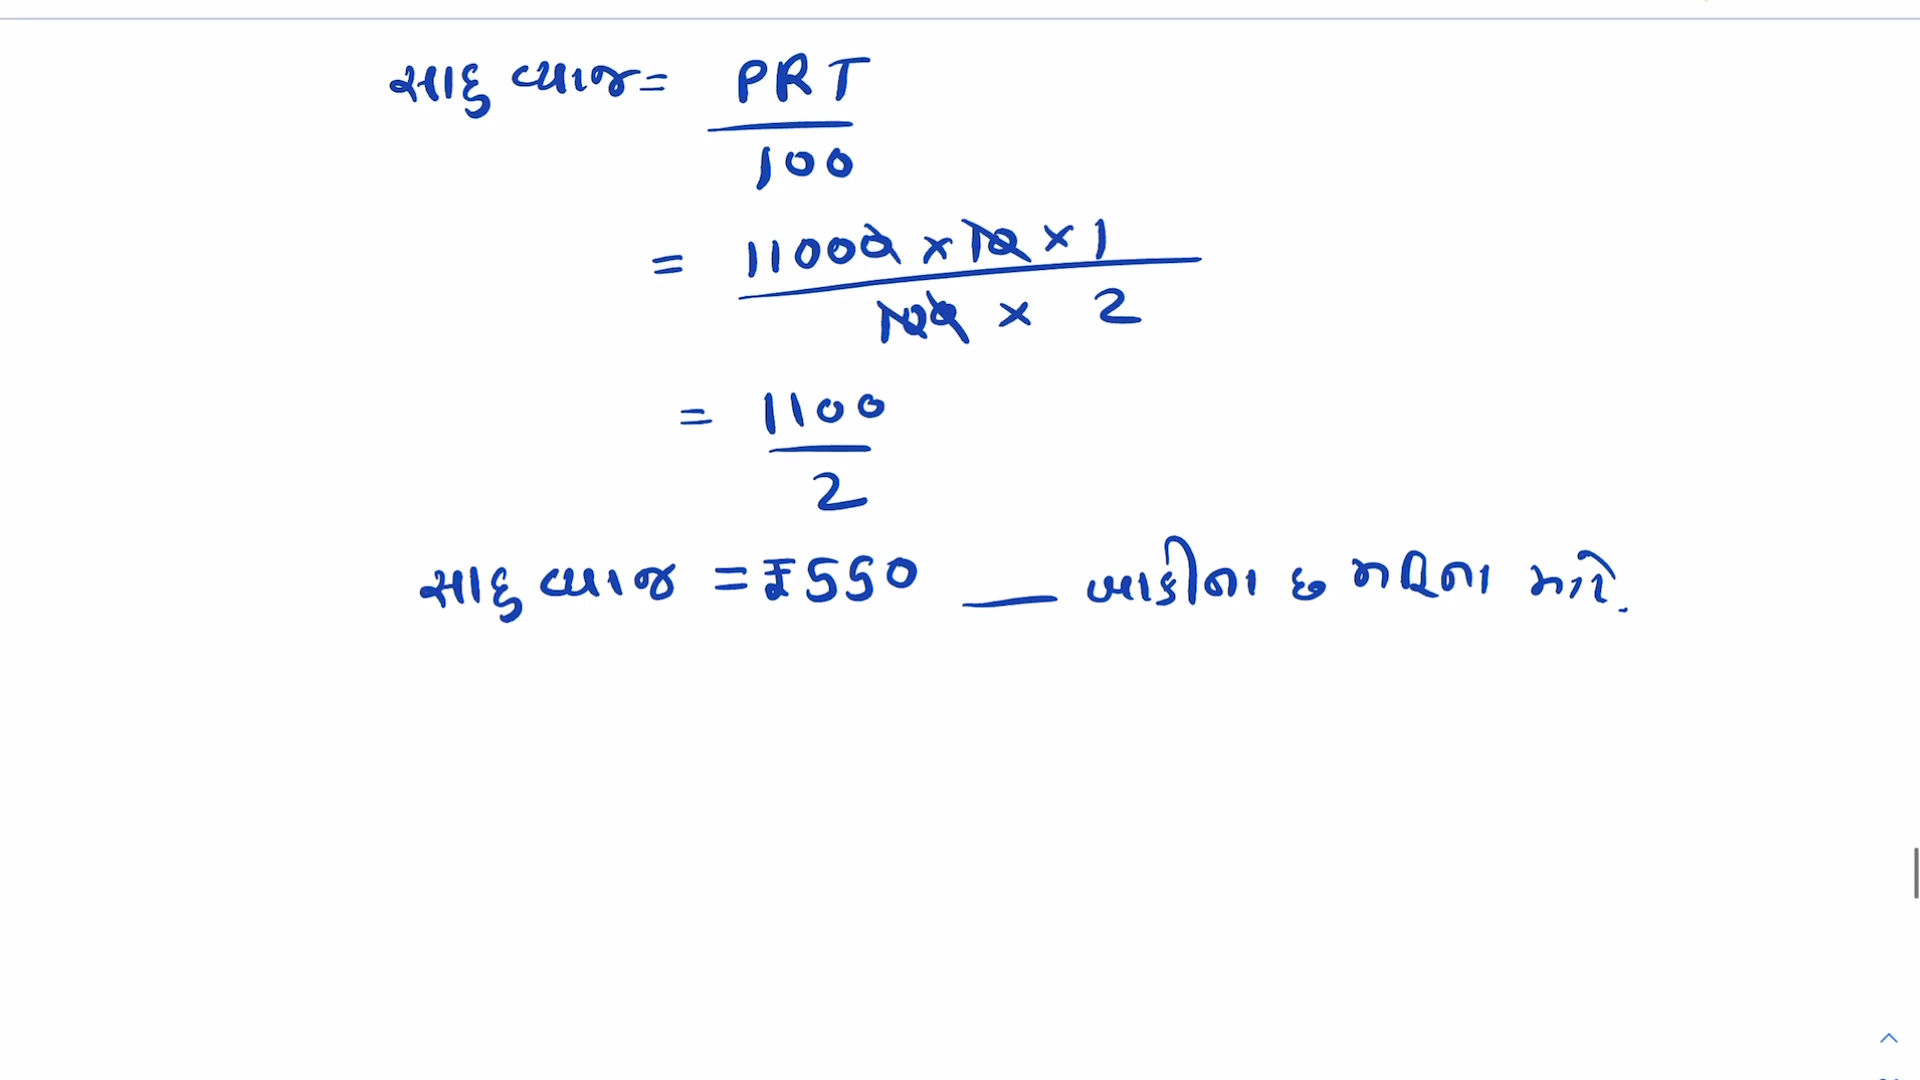 સાદુ વ્યાજ = PRT
100
= 11000 × 10 × 1
100 × 2
= 1100
2
સાદુ વ્યાજ = ₹550 — બાકીના છ મહિના માટે.